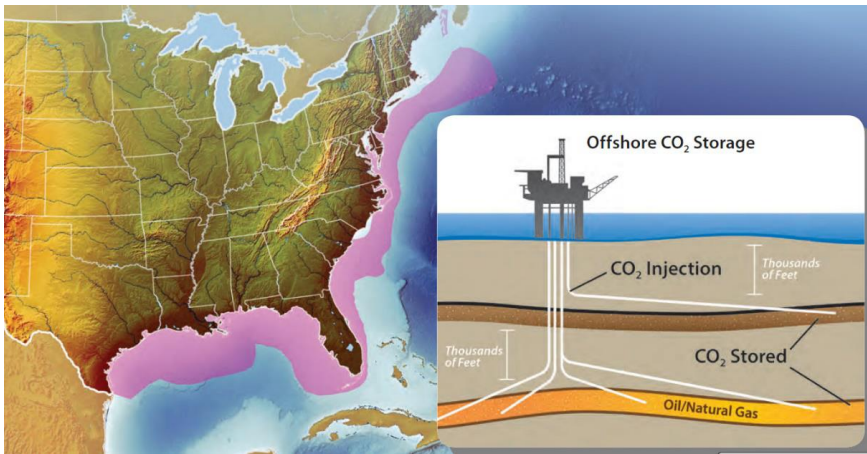 Offshore CO₂ Storage
Thousands
of Feet
CO₂ Injection
Thousands
of Feet
CO₂ Stored
Oil/Natural Gas